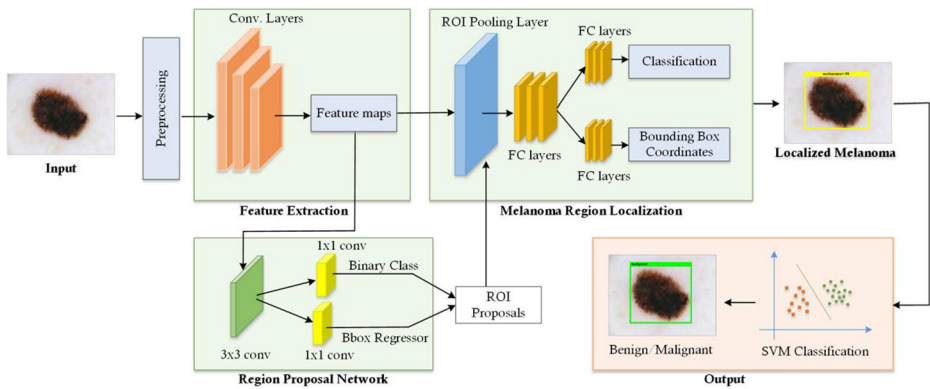 Input
Preprocessing
Conv. Layers
Feature maps
Feature Extraction
ROI Pooling Layer
FC layers
FC layers
Classification
FC layers
Bounding Box
Coordinates
Melanoma Region Localization
Localized Melanoma
3x3 conv
1x1 conv
Binary Class
1x1 conv
Bbox Regressor
ROI
Proposals
Region Proposal Network
Benign/Malignant
SVM Classification
Output